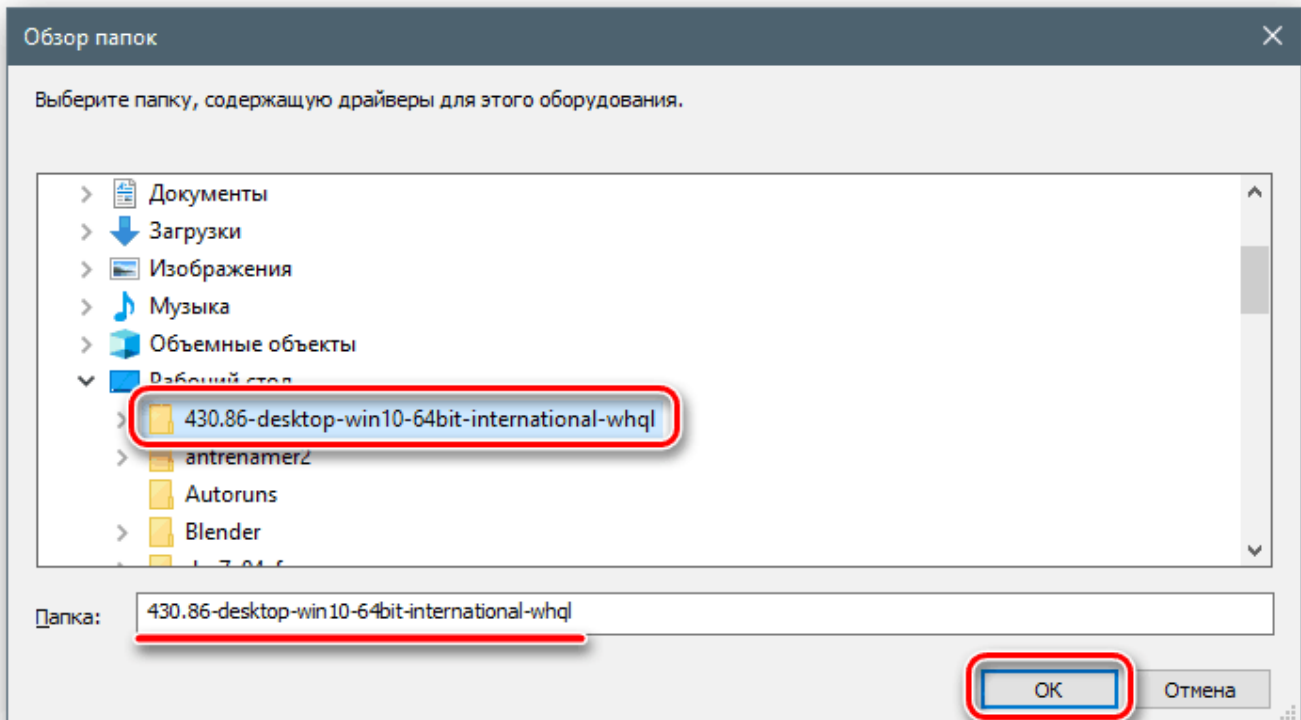 Обзор папок
Выберите папку, содержащую драйверы для этого оборудования.
Документы
Загрузки
Изображения
Музыка
Объемные объекты
Рабочий стол
430.86-desktop-win10-64bit-international-whql
antrenamer2
Autoruns
Blender
Папка: 430.86-desktop-win10-64bit-international-whql
ОК Отмена